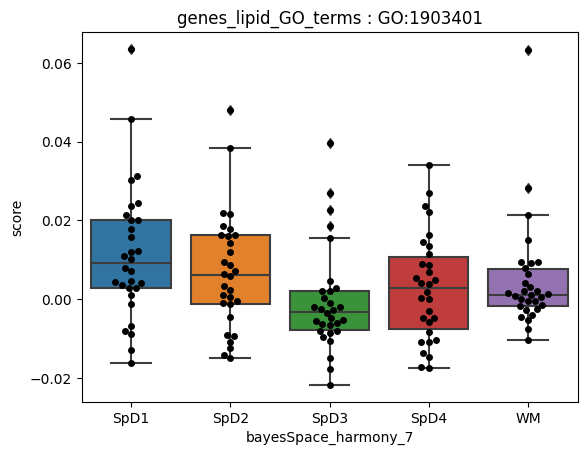 genes_lipid_GO_terms : GO:1903401
0.06
0.04
0.02
0.00
−0.02
score
SpD1 SpD2 SpD3 SpD4 WM
bayesSpace_harmony_7